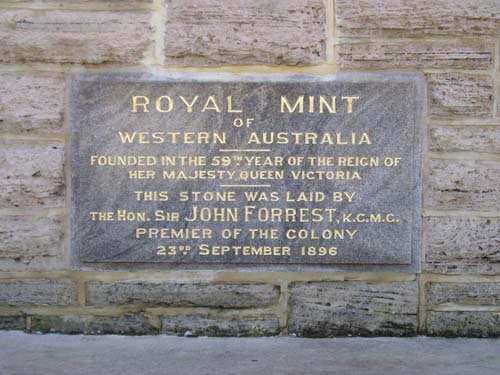 ROYAL MINT
OF
WESTERN AUSTRALIA
FOUNDED IN THE 59TH YEAR OF THE REIGN OF
HER MAJESTY QUEEN VICTORIA
THIS STONE WAS LAID BY
THE HON. SIR JOHN FORREST, K.C.M.G.
PREMIER OF THE COLONY
23RD SEPTEMBER 1896